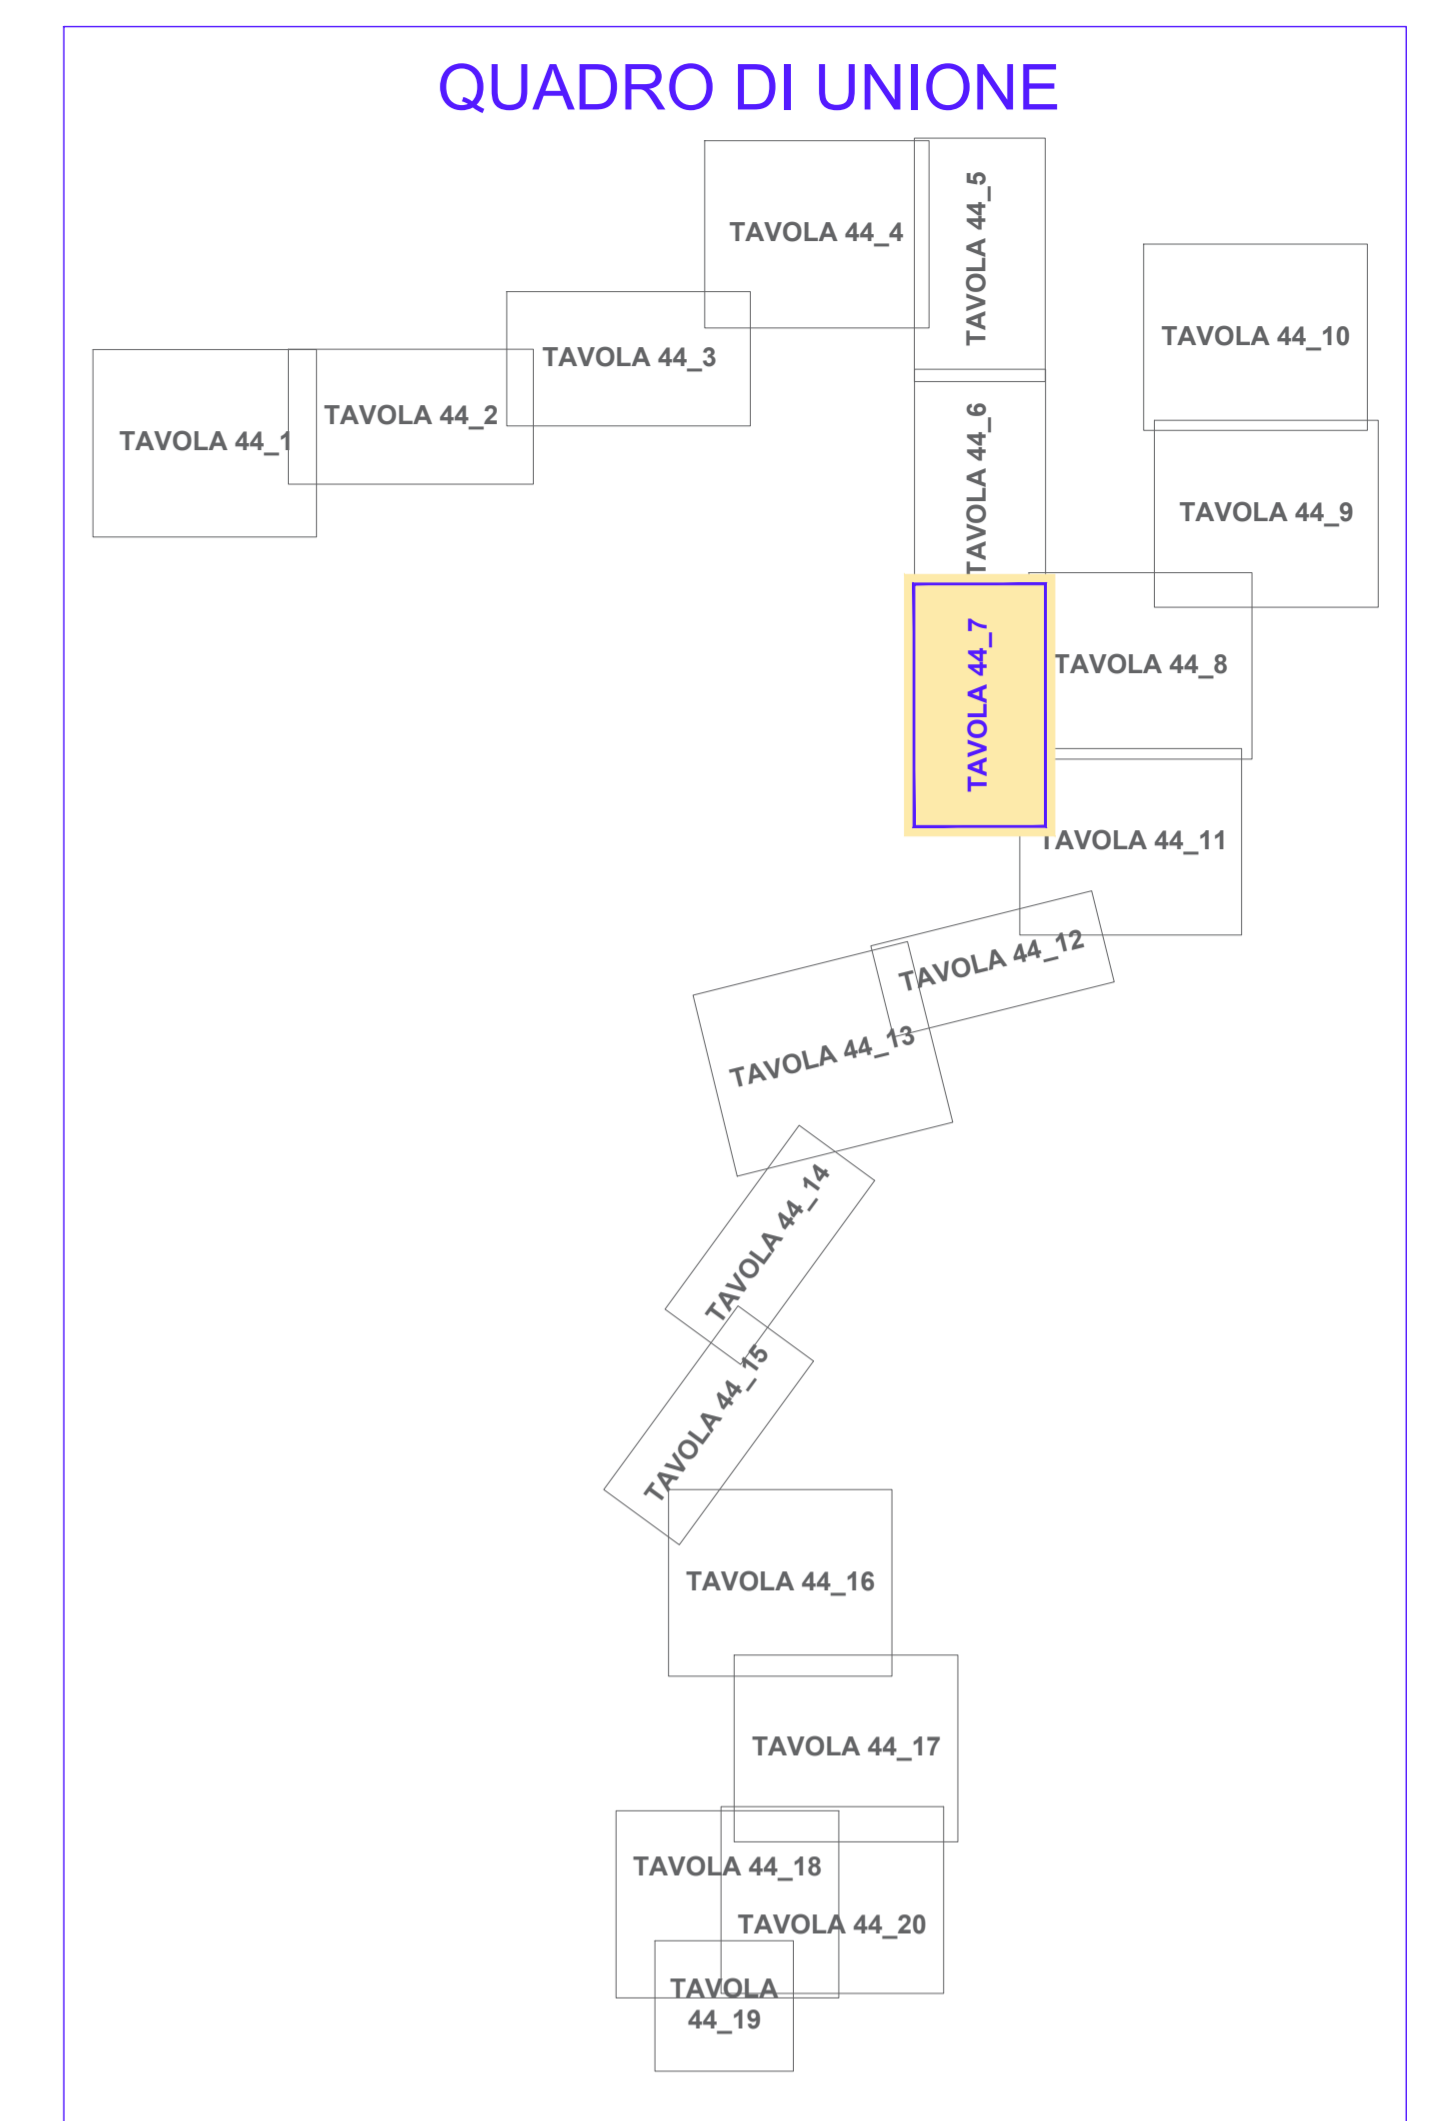 QUADRO DI UNIONE
TAVOLA 44_5
TAVOLA 44_4
TAVOLA 44_10
TAVOLA 44_3
TAVOLA 44_2
TAVOLA 44_1
TAVOLA 44_6
TAVOLA 44_9
TAVOLA 44_7
TAVOLA 44_8
TAVOLA 44_11
TAVOLA 44_12
TAVOLA 44_13
TAVOLA 44_14
TAVOLA 44_15
TAVOLA 44_16
TAVOLA 44_17
TAVOLA 44_18
TAVOLA 44_20
TAVOLA
44_19